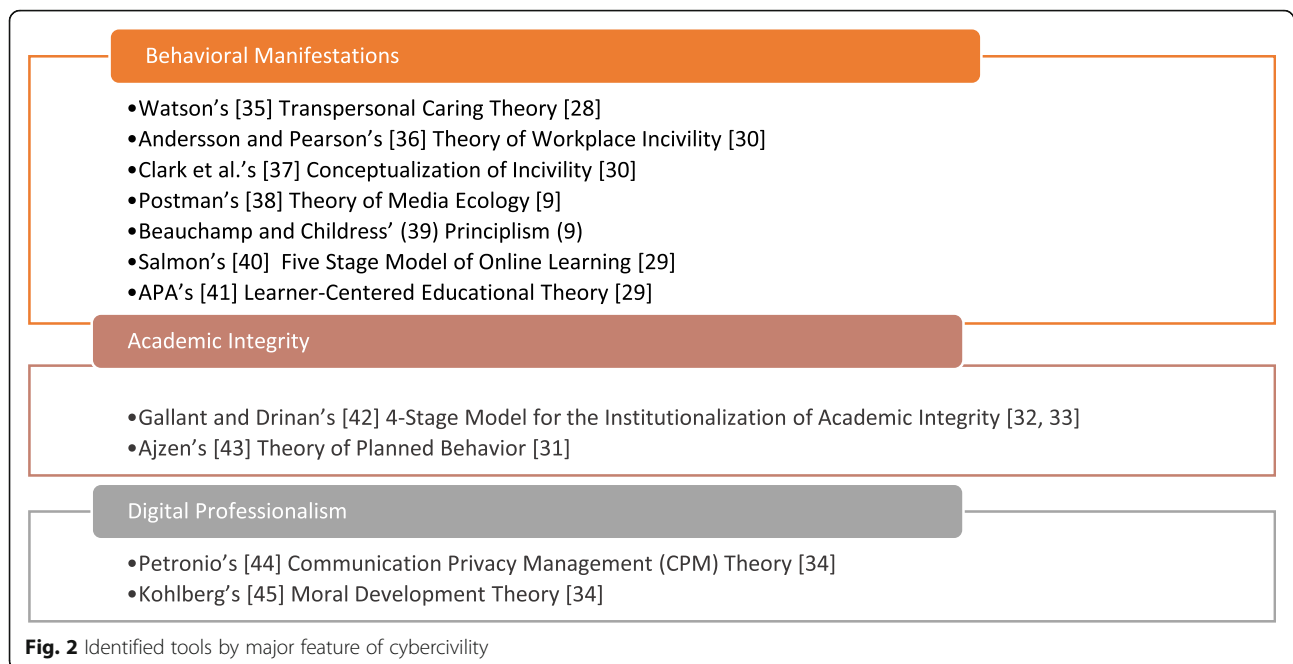 Behavioral Manifestations
•Watson’s [35] Transpersonal Caring Theory [28]
•Andersson and Pearson’s [36] Theory of Workplace Incivility [30]
•Clark et al.’s [37] Conceptualization of Incivility [30]
•Postman’s [38] Theory of Media Ecology [9]
•Beauchamp and Childress’ (39) Principlism (9)
•Salmon’s [40]  Five Stage Model of Online Learning [29]
•APA’s [41] Learner-Centered Educational Theory [29]
Academic Integrity
•Gallant and Drinan’s [42] 4-Stage Model for the Institutionalization of Academic Integrity [32, 33]
•Ajzen’s [43] Theory of Planned Behavior [31]
Digital Professionalism
•Petronio’s [44] Communication Privacy Management (CPM) Theory [34]
•Kohlberg’s [45] Moral Development Theory [34]
Fig. 2 Identified tools by major feature of cybercivility